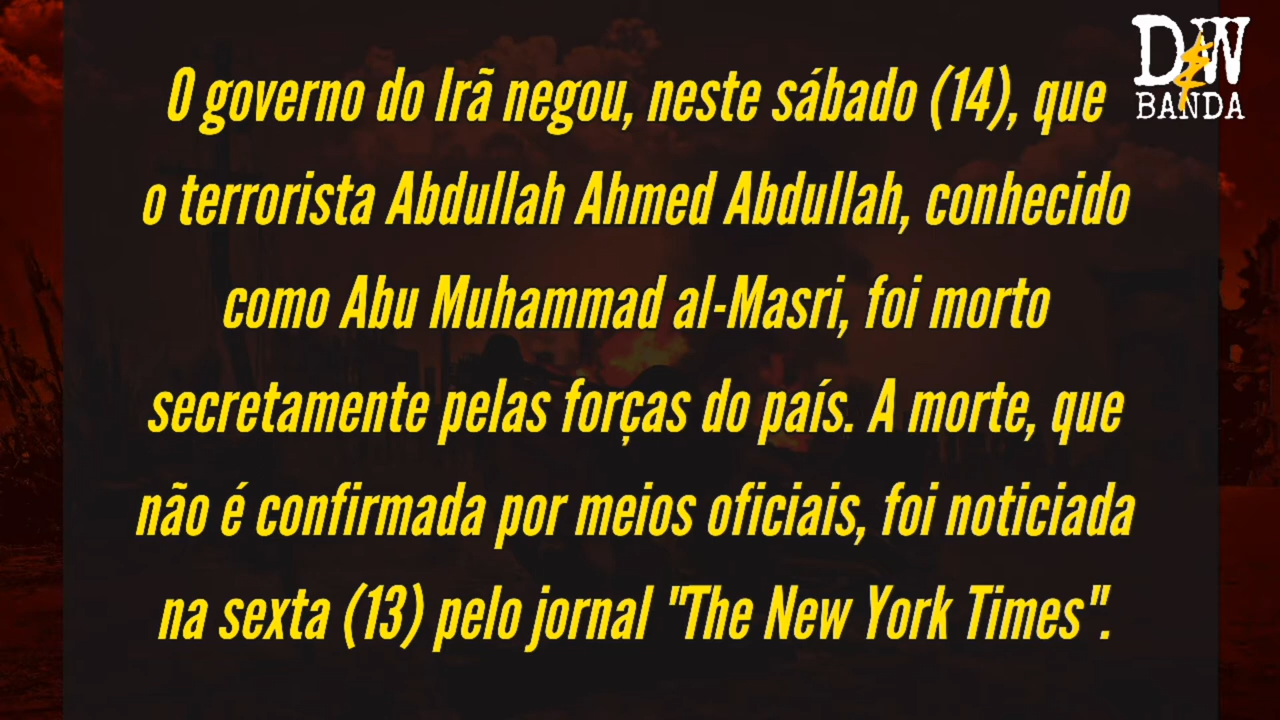 D&W
BANDA
O governo do Irã negou, neste sábado (14), que
o terrorista Abdullah Ahmed Abdullah, conhecido
como Abu Muhammad al-Masri, foi morto
secretamente pelas forças do país. A morte, que
não é confirmada por meios oficiais, foi noticiada
na sexta (13) pelo jornal "The New York Times".